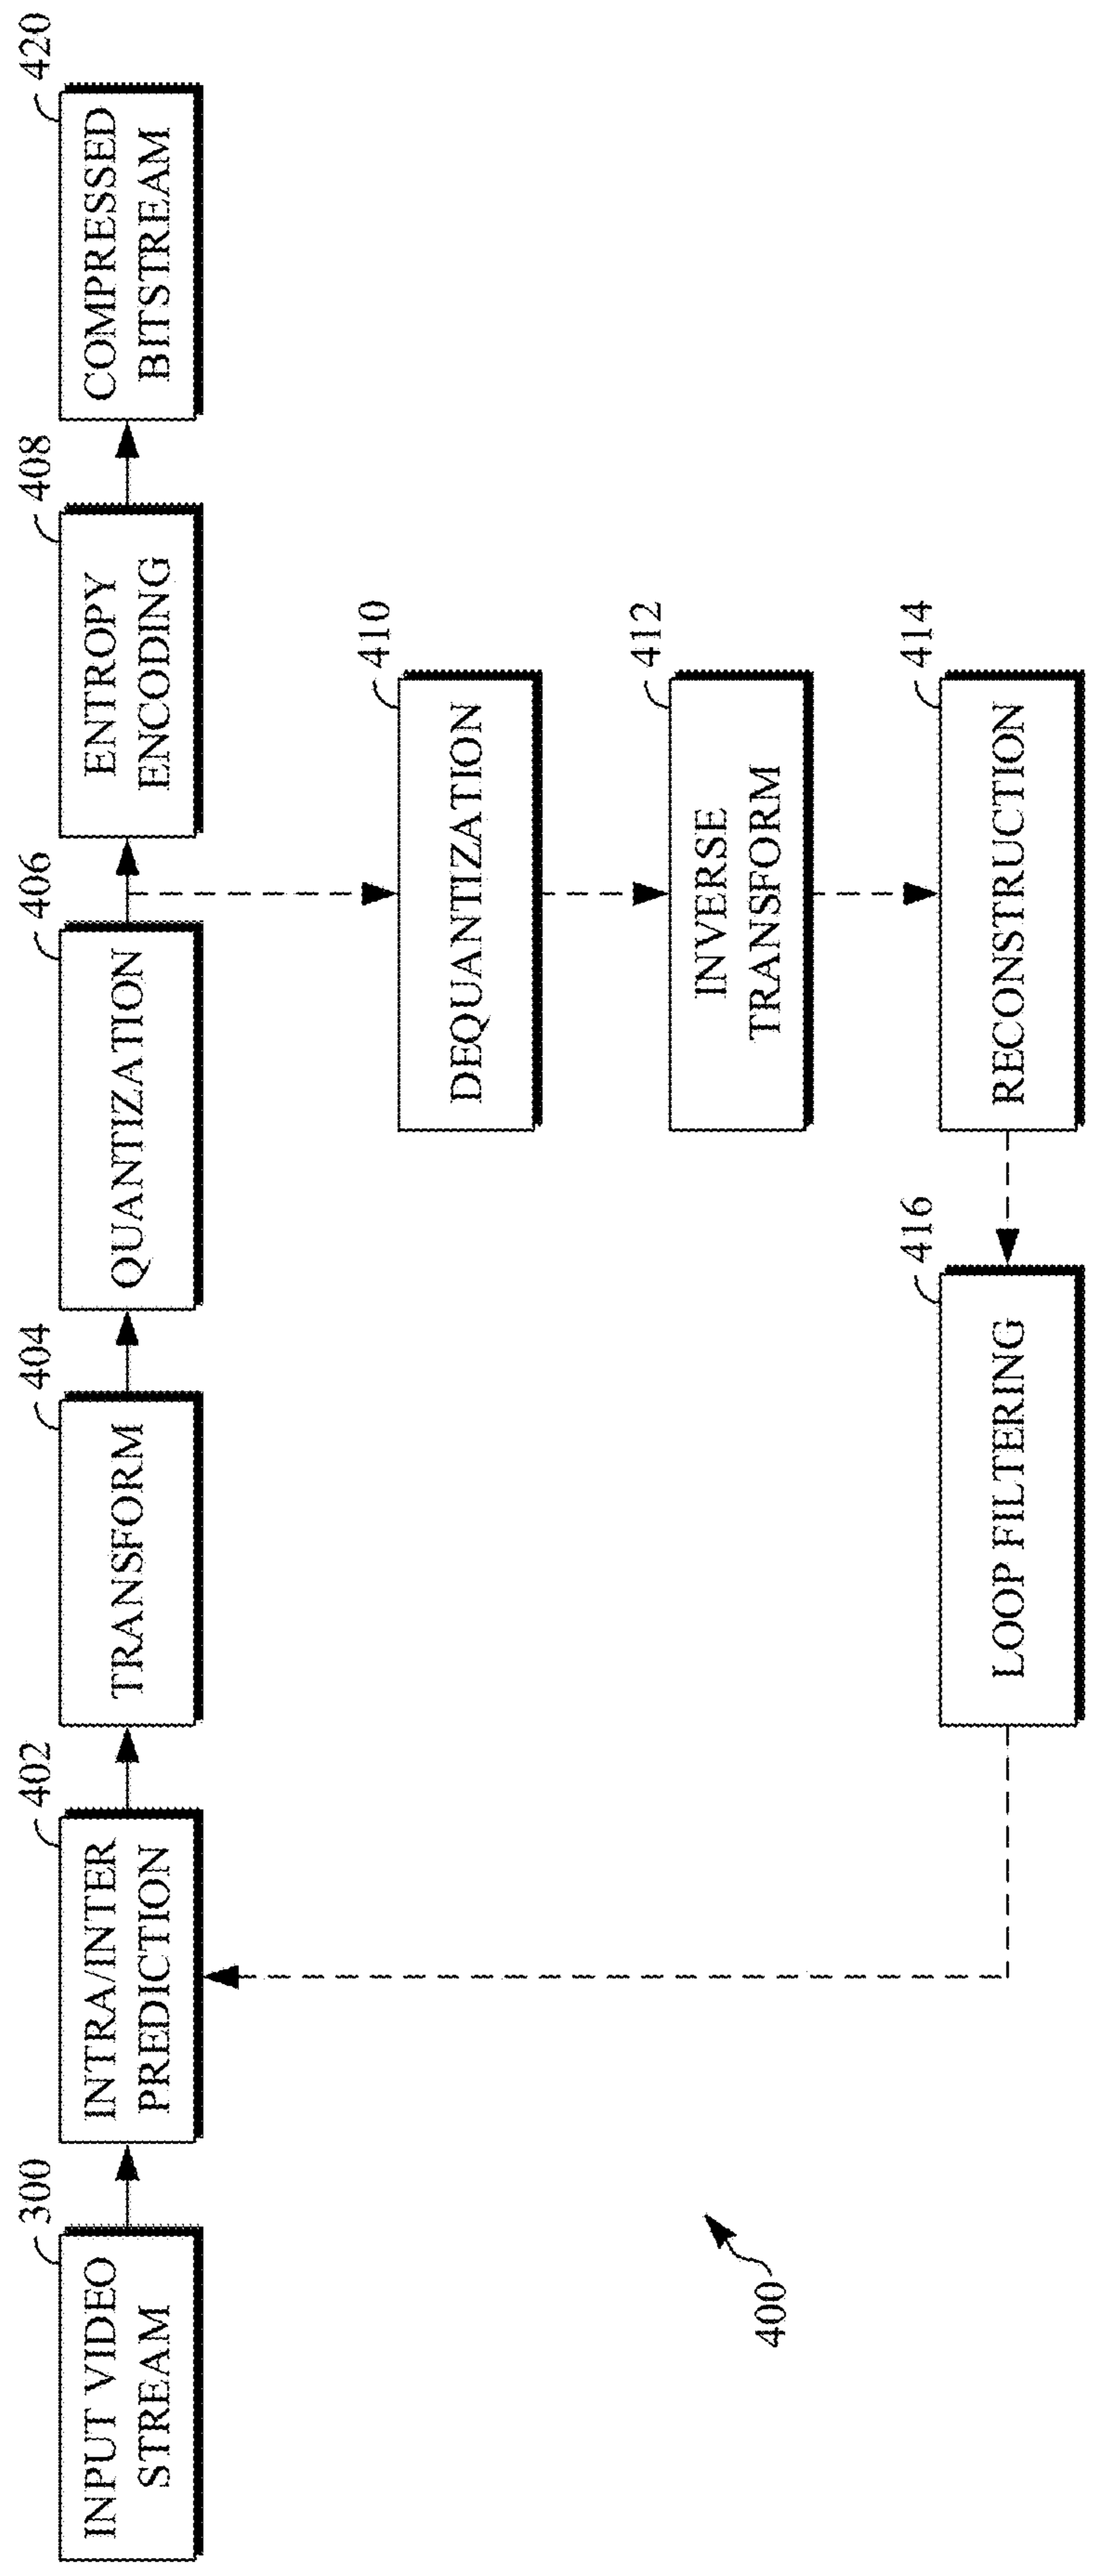 300
INPUT VIDEO
STREAM
402
INTRA/INTER
PREDICTION
404
TRANSFORM
406
QUANTIZATION
408
ENTROPY
ENCODING
420
COMPRESSED
BITSTREAM
410
DEQUANTIZATION
412
INVERSE
TRANSFORM
414
RECONSTRUCTION
416
LOOP FILTERING
400